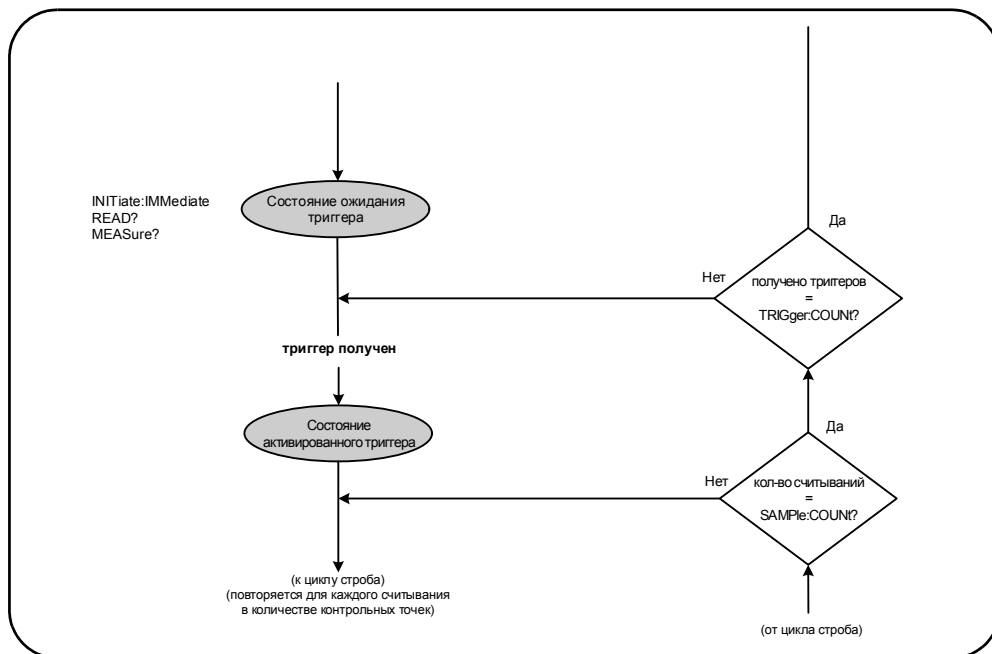 INITiate:IMMediate
READ?
MEASure?
Состояние ожидания
триггера
Да
Нет
получено триггеров
=
TRIGger:COUNt?
триггер получен
Состояние
активированного триггера
Да
Нет
кол-во считываний
=
SAMPle:COUNt?
(к циклу строба)
(повторяется для каждого считывания
в количестве контрольных точек)
(от цикла строба)